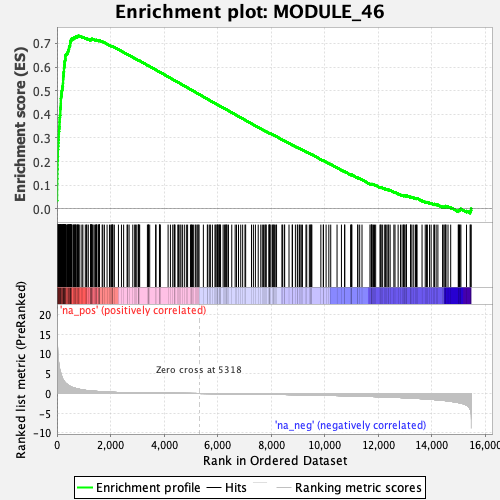 Enrichment plot: MODULE_46
Enrichment score (ES)
0.7
0.6
0.5
0.4
0.3
0.2
0.1
0.0
Ranked list metric (PreRanked)
20
15
10
5
0
-5
-10
'na_pos' (positively correlated)
Zero cross at 5318
'na_neg' (negatively correlated)
0 2,000 4,000 6,000 8,000 10,000 12,000 14,000 16,000
Rank in Ordered Dataset
Enrichment profile Hits Ranking metric scores